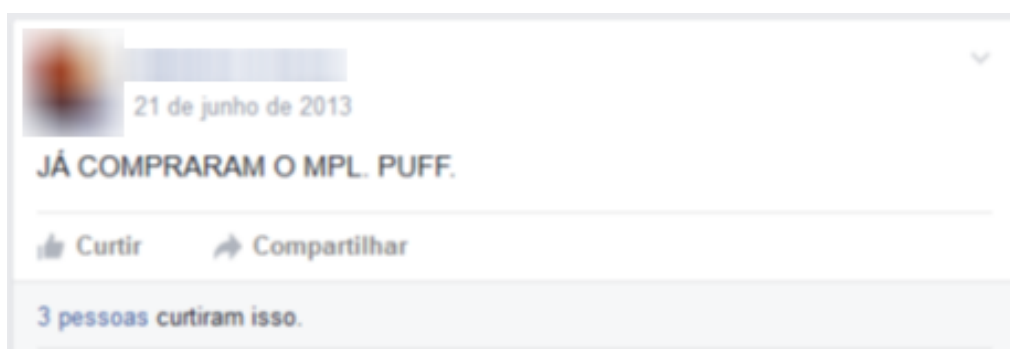 21 de junho de 2013
JÁ COMPRARAM O MPL. PUFF.
Curtir Compartilhar
3 pessoas curtiram isso.